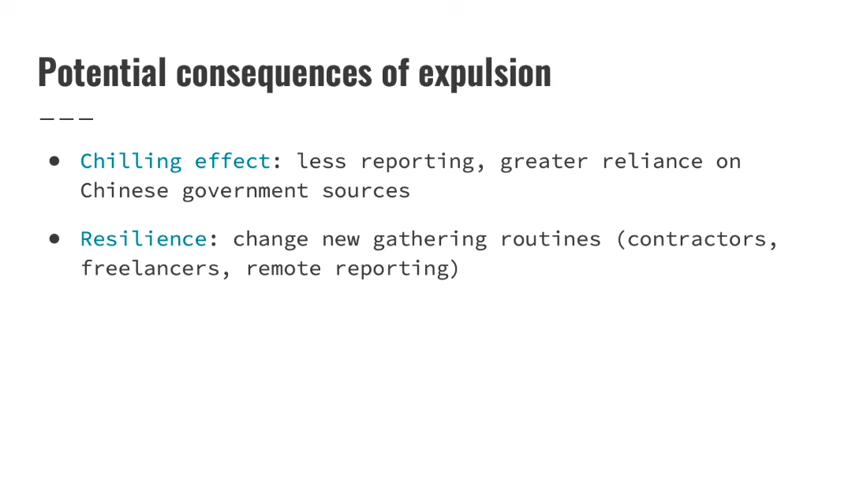 Potential consequences of expulsion
● Chilling effect: less reporting, greater reliance on
Chinese government sources
● Resilience: change new gathering routines (contractors,
freelancers, remote reporting)